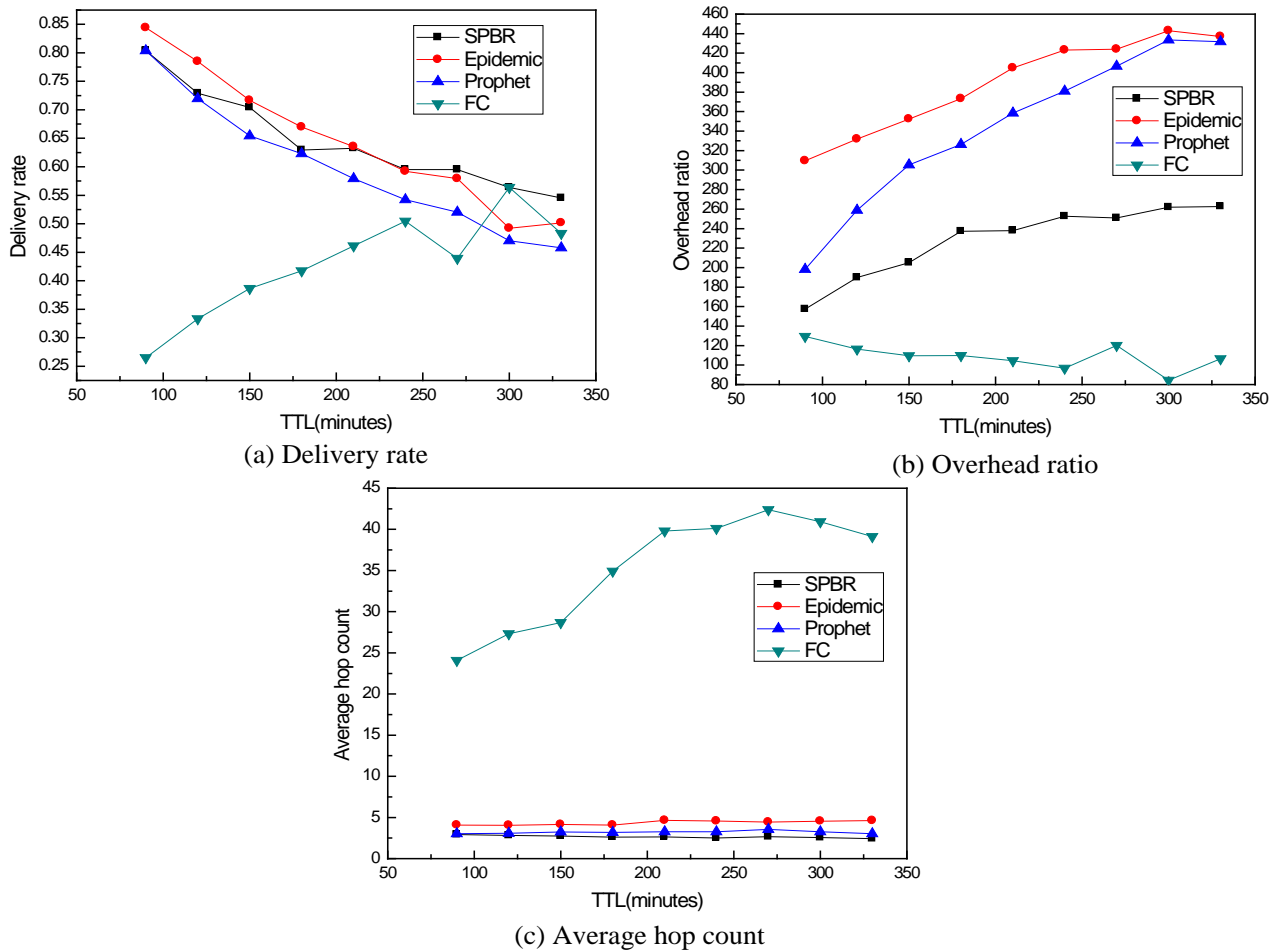 0.85
0.80
0.75
0.70
0.65
0.60
0.55
0.50
0.45
0.40
0.35
0.30
0.25
Delivery rate
SPBR
Epidemic
Prophet
FC
50 100 150 200 250 300 350
TTL(minutes)
(a) Delivery rate
460
440
420
400
380
360
340
320
300
280
260
240
220
200
180
160
140
120
100
80
Overhead ratio
SPBR
Epidemic
Prophet
FC
50 100 150 200 250 300 350
TTL(minutes)
(b) Overhead ratio
45
40
35
30
25
20
15
10
5
0
Average hop count
SPBR
Epidemic
Prophet
FC
50 100 150 200 250 300 350
TTL(minutes)
(c) Average hop count